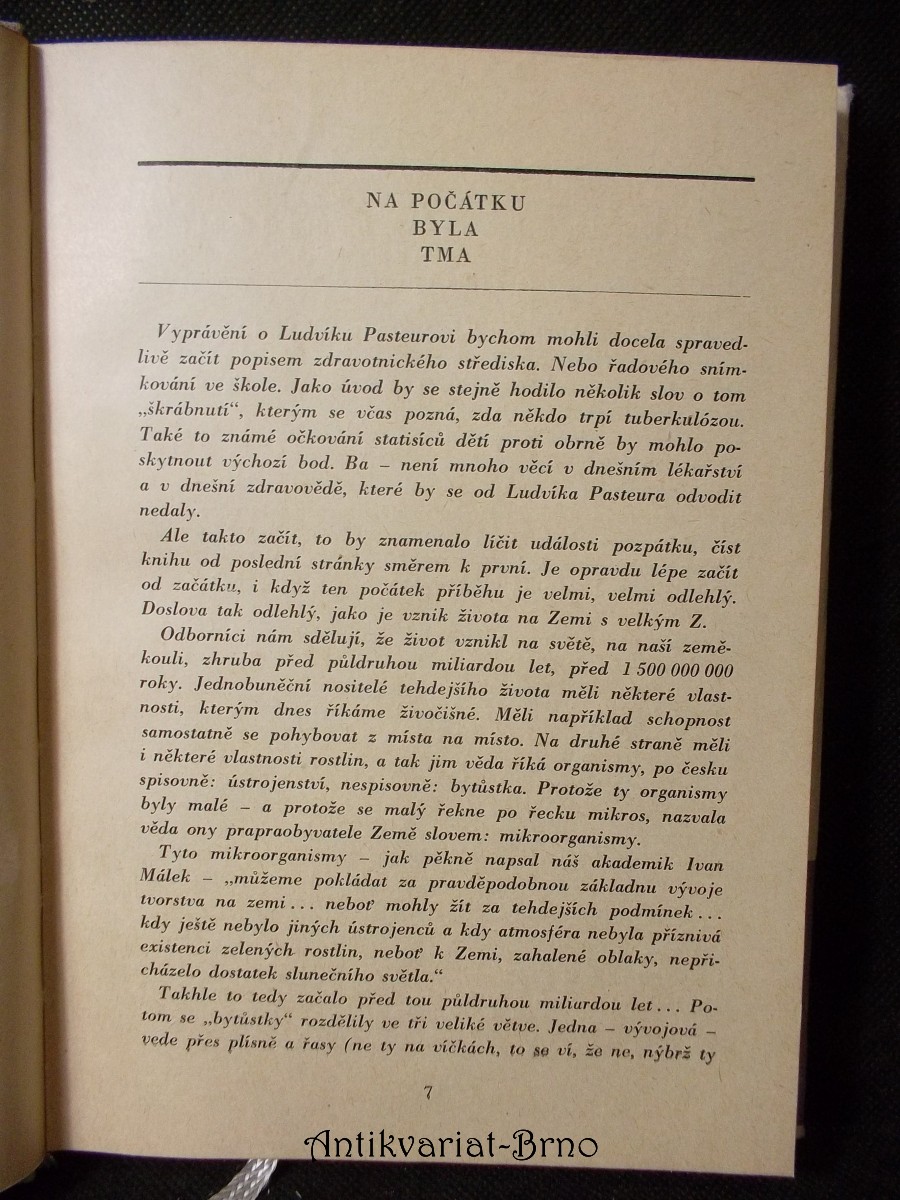 NA POČÁTKU
BYLA
TMA
Vyprávění o Ludvíku Pasteurovi bychom mohli docela spraved-
livě začít popisem zdravotnického střediska. Nebo řadového sním-
kování ve škole. Jako úvod by se stejně hodilo několik slov o tom
„škrábnutí“, kterým se včas pozná, zda někdo trpí tuberkulózou.
Také to známé očkování statisíců dětí proti obrně by mohlo po-
skytnout výchozí bod. Ba – není mnoho věcí v dnešním lékařství
a v dnešní zdravovědě, které by se od Ludvíka Pasteura odvodit
nedaly.
Ale takto začít, to by znamenalo líčit události pozpátku, číst
knihu od poslední stránky směrem k první. Je opravdu lépe začít
od začátku, i když ten počátek příběhu je velmi, velmi odlehlý.
Doslova tak odlehlý, jako je vznik života na Zemi s velkým Z.
Odborníci nám sdělují, že život vznikl na světě, na naší země-
kouli, zhruba před půldruhou miliardou let, před 1 500 000 000
roky. Jednobuněční nositelé tehdejšího života měli některé vlast-
nosti, kterým dnes říkáme živočišné. Měli například schopnost
samostatně se pohybovat z místa na místo. Na druhé straně měli
i některé vlastnosti rostlin, a tak jim věda říká organismy, po česku
spisovně: ústrojenství, nespisovně: bytůstka. Protože ty organismy
byly malé – a protože se malý řekne po řecku mikros, nazvala
věda ony prapraobyvatele Země slovem: mikroorganismy.
Tyto mikroorganismy – jak pěkně napsal náš akademik Ivan
Málek – „můžeme pokládat za pravděpodobnou základnu vývoje
tvorstva na zemi... neboť mohly žít za tehdejších podmínek...
kdy ještě nebylo jiných ústrojenců a kdy atmosféra nebyla příznivá
existenci zelených rostlin, neboť k Zemi, zahalené oblaky, nepři-
cházelo dostatek slunečního světla.“
Takhle to tedy začalo před tou půldruhou miliardou let... Po-
tom se „bytůstky“ rozdělily ve tři veliké větve. Jedna – vývojová –
vede přes plísně a řasy (ne ty na víčkách, to se ví, že ne, nýbrž ty
7
Antikvariat-Brno